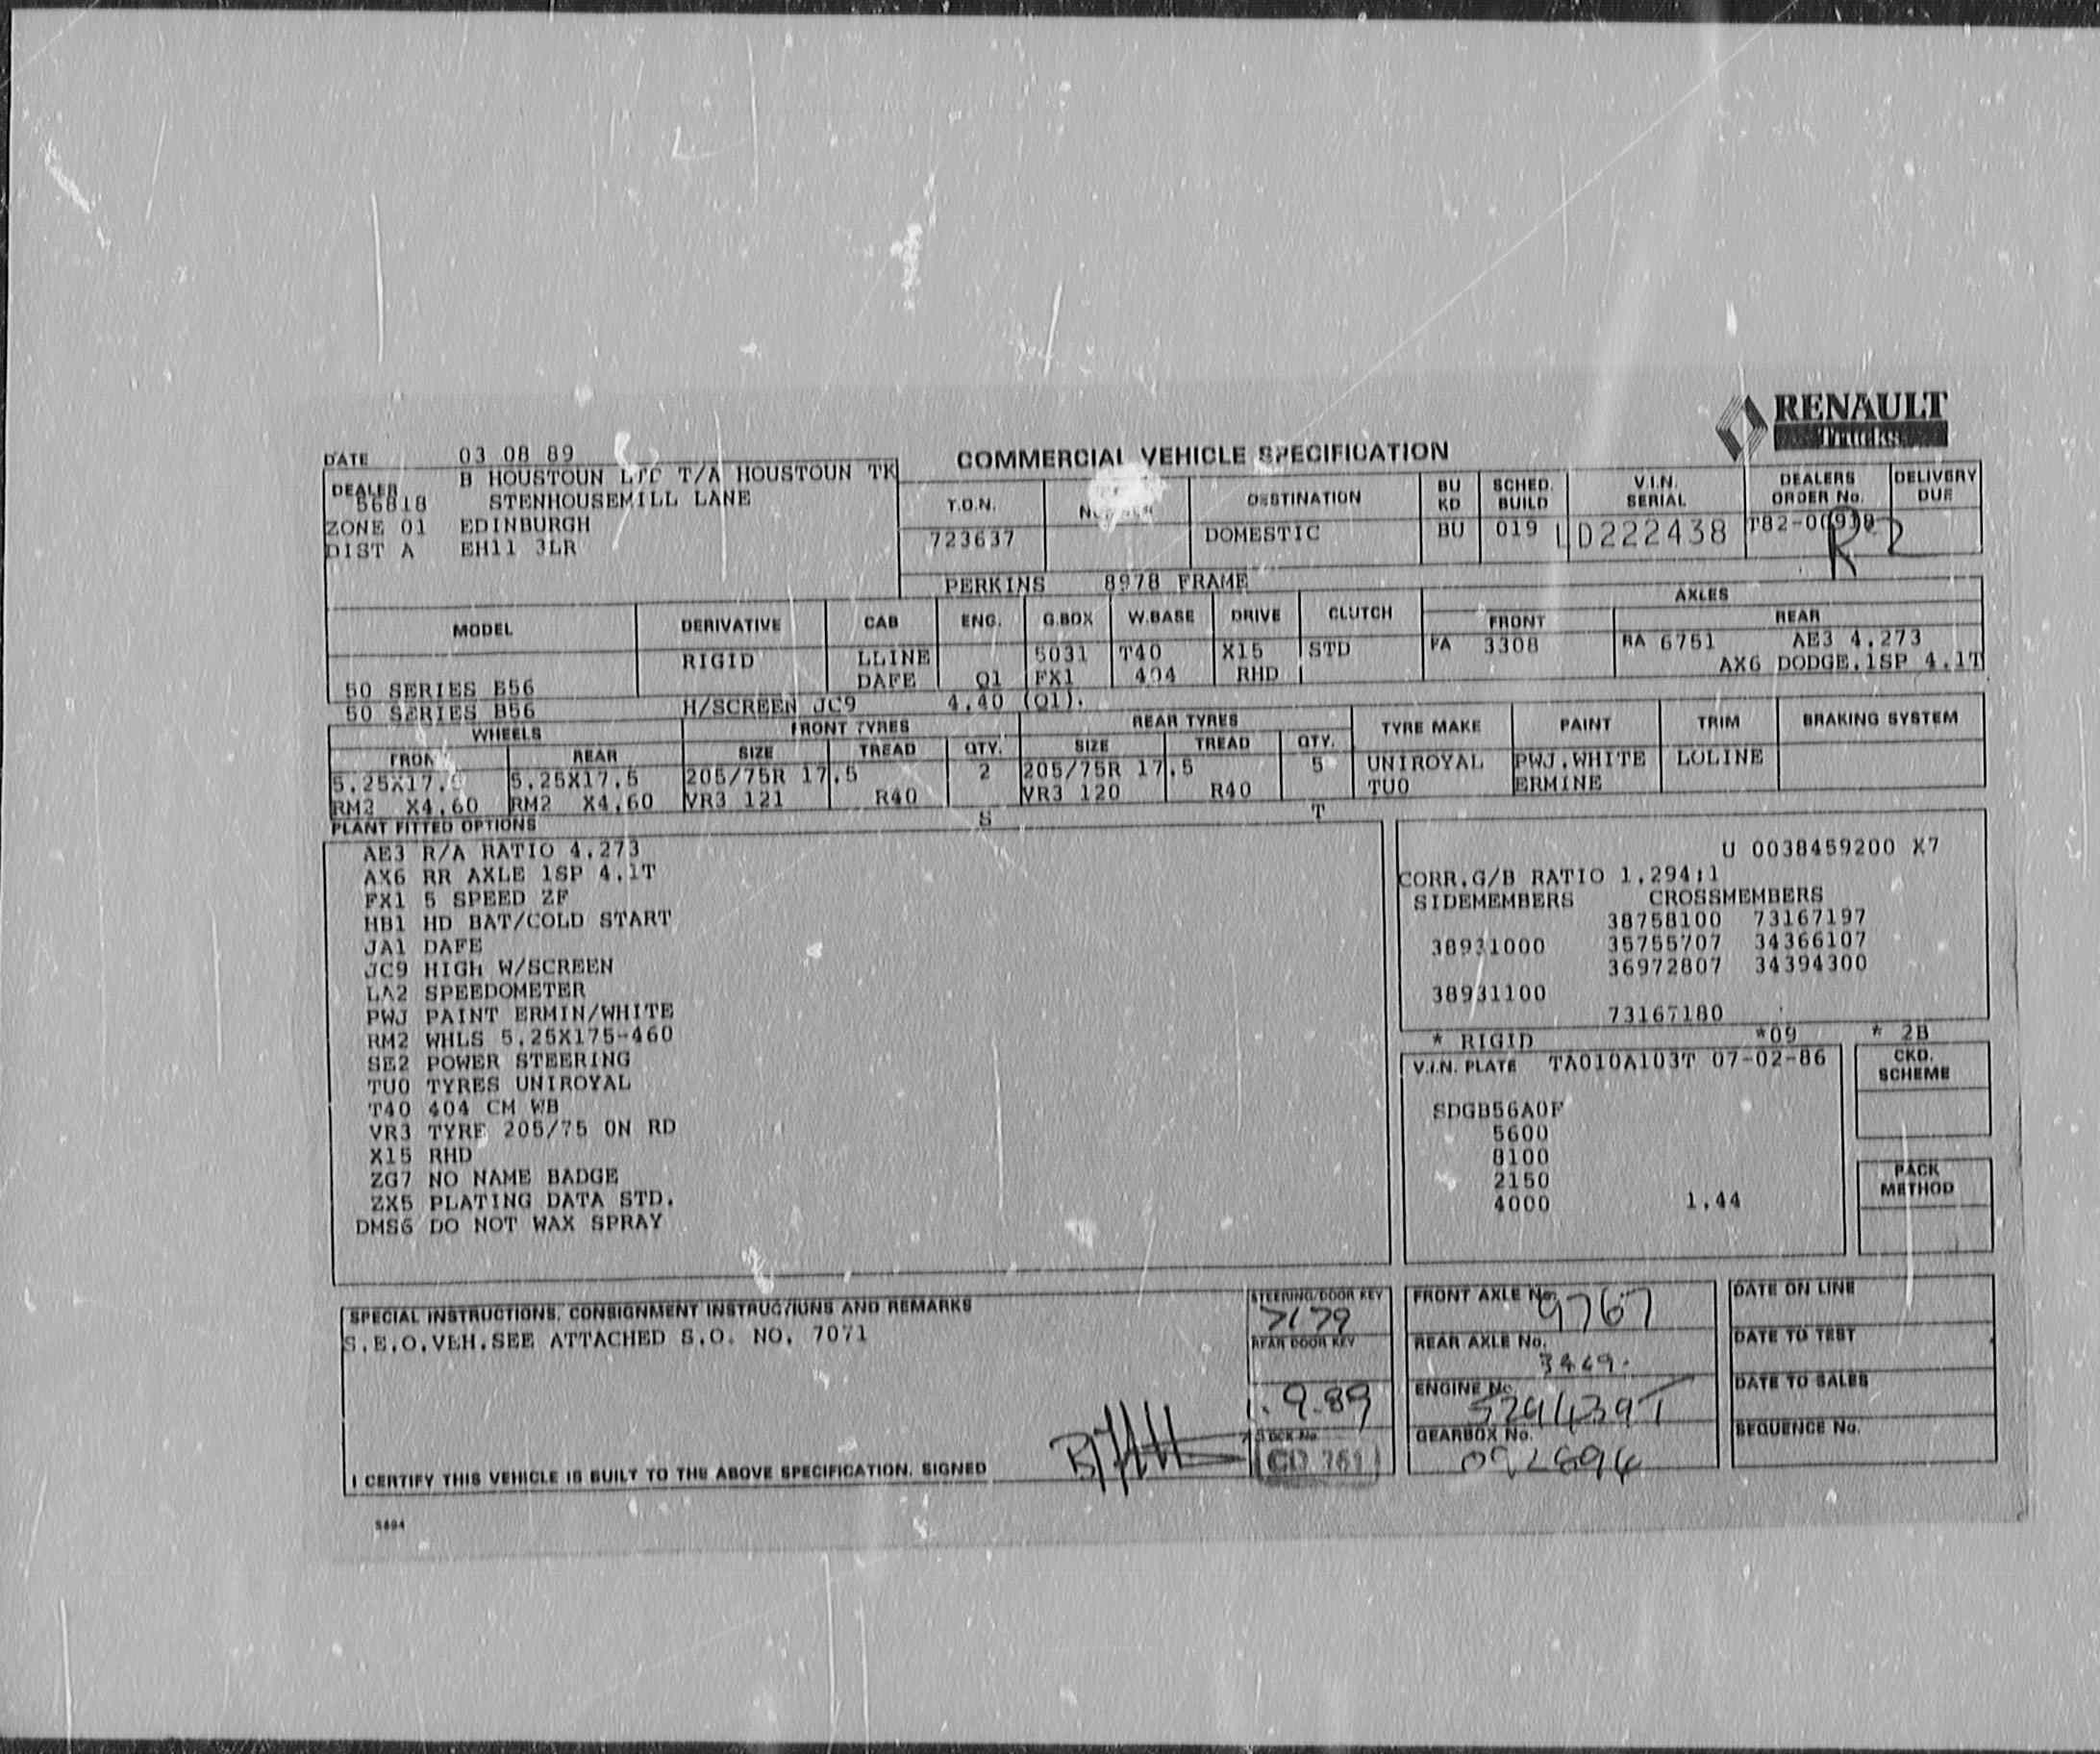 RENAULT
Trucks
COMMERCIAL VEHICLE SPECIFICATION
DATE 03 08 89
DEALER B HOUSTOUN LTC T/A HOUSTOUN TK
56818 STENHOUSEMILL LANE
ZONE 01 EDINBURGH
DIST A EH11 3LR
T.O.N. DESTINATION BU KD SCHED. BUILD V.I.N. SERIAL DEALERS ORDER No. DELIVERY DUE
723637 DOMESTIC BU 019 D222438
R2
PERKINS 8978 FRAME
MODEL DERIVATIVE CAB ENG. G.BOX W.BASE DRIVE CLUTCH AXLES
FRONT REAR
RIGID LLINE 5031 T40 X15 STD FA 3308 RA 6751 AE3 4.273
50 SERIES B56 DAFE Q1 FX1 404 RHD AX6 DODGE.1SP 4.1T
50 SERIES B56 H/SCREEN JC9 4.40 (Q1).
WHEELS FRONT TYRES REAR TYRES TYRE MAKE PAINT TRIM BRAKING SYSTEM
FRONT REAR SIZE TREAD QTY. SIZE TREAD QTY.
5.25X17.5 5.25X17.5 205/75R 17.5 2 205/75R 17.5 5 UNIROYAL PWJ.WHITE LOLINE
RM2 X4.60 RM2 X4.60 VR3 121 R40 VR3 120 R40 TUO ERMINE
PLANT FITTED OPTIONS S T
AE3 R/A RATIO 4.273
AX6 RR AXLE 1SP 4.1T
FX1 5 SPEED ZF
HB1 HD BAT/COLD START
JA1 DAFE
JC9 HIGH W/SCREEN
LA2 SPEEDOMETER
PWJ PAINT ERMIN/WHITE
RM2 WHLS 5.25X175-460
SE2 POWER STEERING
TUO TYRES UNIROYAL
T40 404 CM WB
VR3 TYRE 205/75 ON RD
X15 RHD
ZG7 NO NAME BADGE
ZX5 PLATING DATA STD.
DMS6 DO NOT WAX SPRAY
U 0038459200 X7
CORR.G/B RATIO 1.294:1
SIDEMEMBERS CROSSMEMBERS
38758100 73167197
38931000 35755707 34366107
36972807 34394300
38931100
73167180
* RIGID *09 * 2B
V.I.N. PLATE TA010A103T 07-02-86
CKD. SCHEME
SDGB56A0F
5600
8100
2150
4000 1.44
PACK METHOD
SPECIAL INSTRUCTIONS, CONSIGNMENT INSTRUCTIONS AND REMARKS
S.E.O.VEH.SEE ATTACHED S.O. NO. 7071
I CERTIFY THIS VEHICLE IS BUILT TO THE ABOVE SPECIFICATION. SIGNED
STEERING/DOOR KEY
REAR DOOR KEY
9.89
FRONT AXLE No. 9767
REAR AXLE No. 3469.
ENGINE No.
GEARBOX No.
DATE ON LINE
DATE TO TEST
DATE TO SALES
SEQUENCE No.